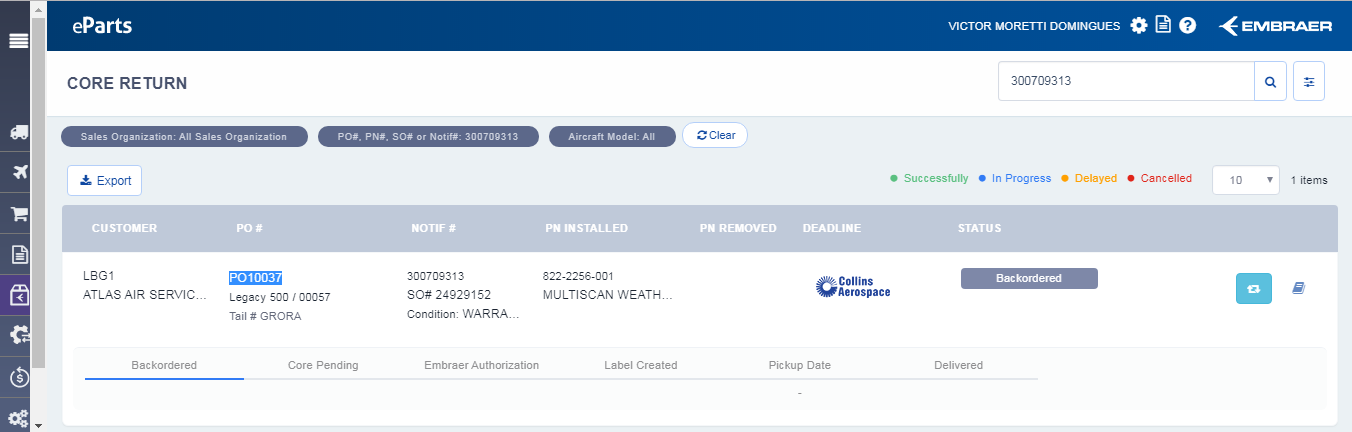 eParts
VICTOR MORETTI DOMINGUES
EMBRAER
CORE RETURN
300709313
Sales Organization: All Sales Organization
PO#, PN#, SO# or Notif#: 300709313
Aircraft Model: All
Clear
Export
Successfully
In Progress
Delayed
Cancelled
10
1 items
CUSTOMER PO # NOTIF # PN INSTALLED PN REMOVED DEADLINE STATUS
LBG1 PO10037 300709313 822-2256-001 Collins Aerospace Backordered
ATLAS AIR SERVIC... Legacy 500 / 00057 SO# 24929152 MULTISCAN WEATH...
Tail # GRORA Condition: WARRA...
Backordered Core Pending Embraer Authorization Label Created Pickup Date Delivered
-